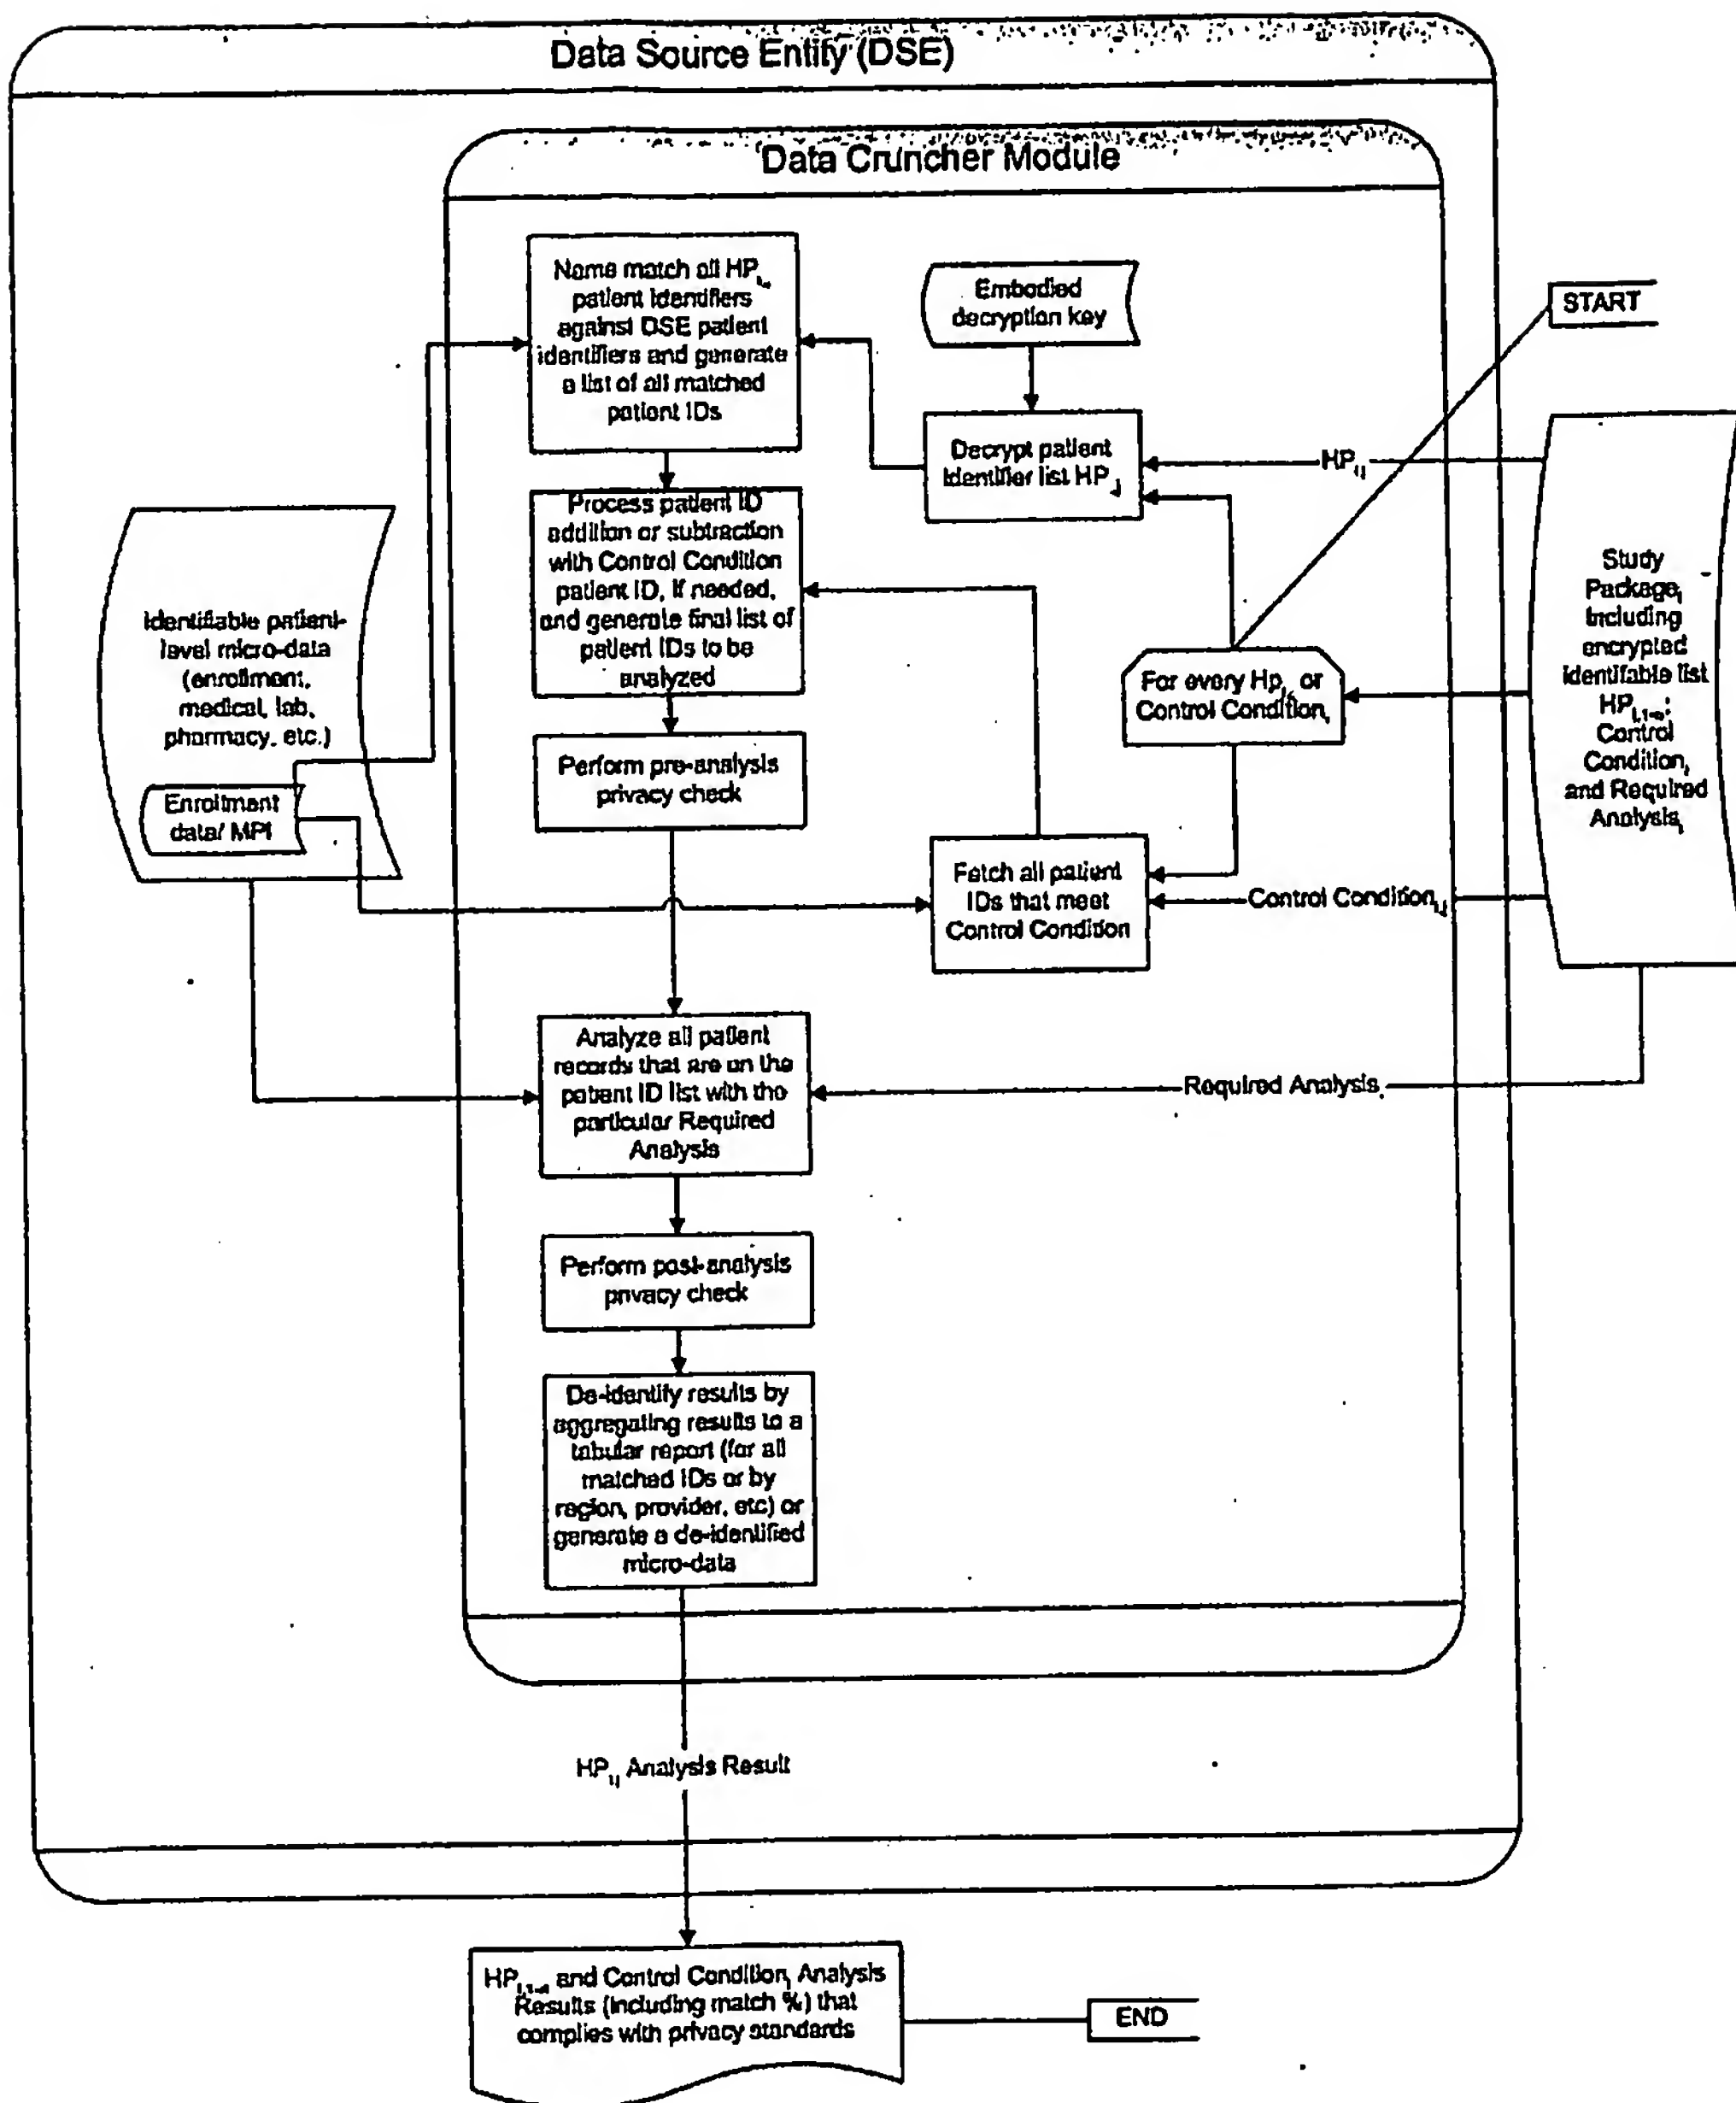 Data Source Entity (DSE)
Data Cruncher Module
Name match all HP
patient identifiers
against DSE patient
identifiers and generate
a list of all matched
patient IDs
Embodied
decryption key
START
Decrypt patient
identifier list HP
HP
Process patient ID
addition or subtraction
with Control Condition
patient ID, if needed,
and generate final list of
patient IDs to be
analyzed
Identifiable patient-
level micro-data
(enrollment,
medical, lab,
pharmacy, etc.)
Enrollment
data/ MPI
For every Hp or
Control Condition
Study
Package
including
encrypted
identifiable list
HP
Control
Condition,
and Required
Analysis
Perform pre-analysis
privacy check
Fetch all patient
IDs that meet
Control Condition
Control Condition
Analyze all patient
records that are on the
patient ID list with the
particular Required
Analysis
Required Analysis
Perform post-analysis
privacy check
De-identify results by
aggregating results to a
tabular report (for all
matched IDs or by
region, provider, etc) or
generate a de-identified
micro-data
HP Analysis Result
HP and Control Condition Analysis
Results (including match %) that
complies with privacy standards
END